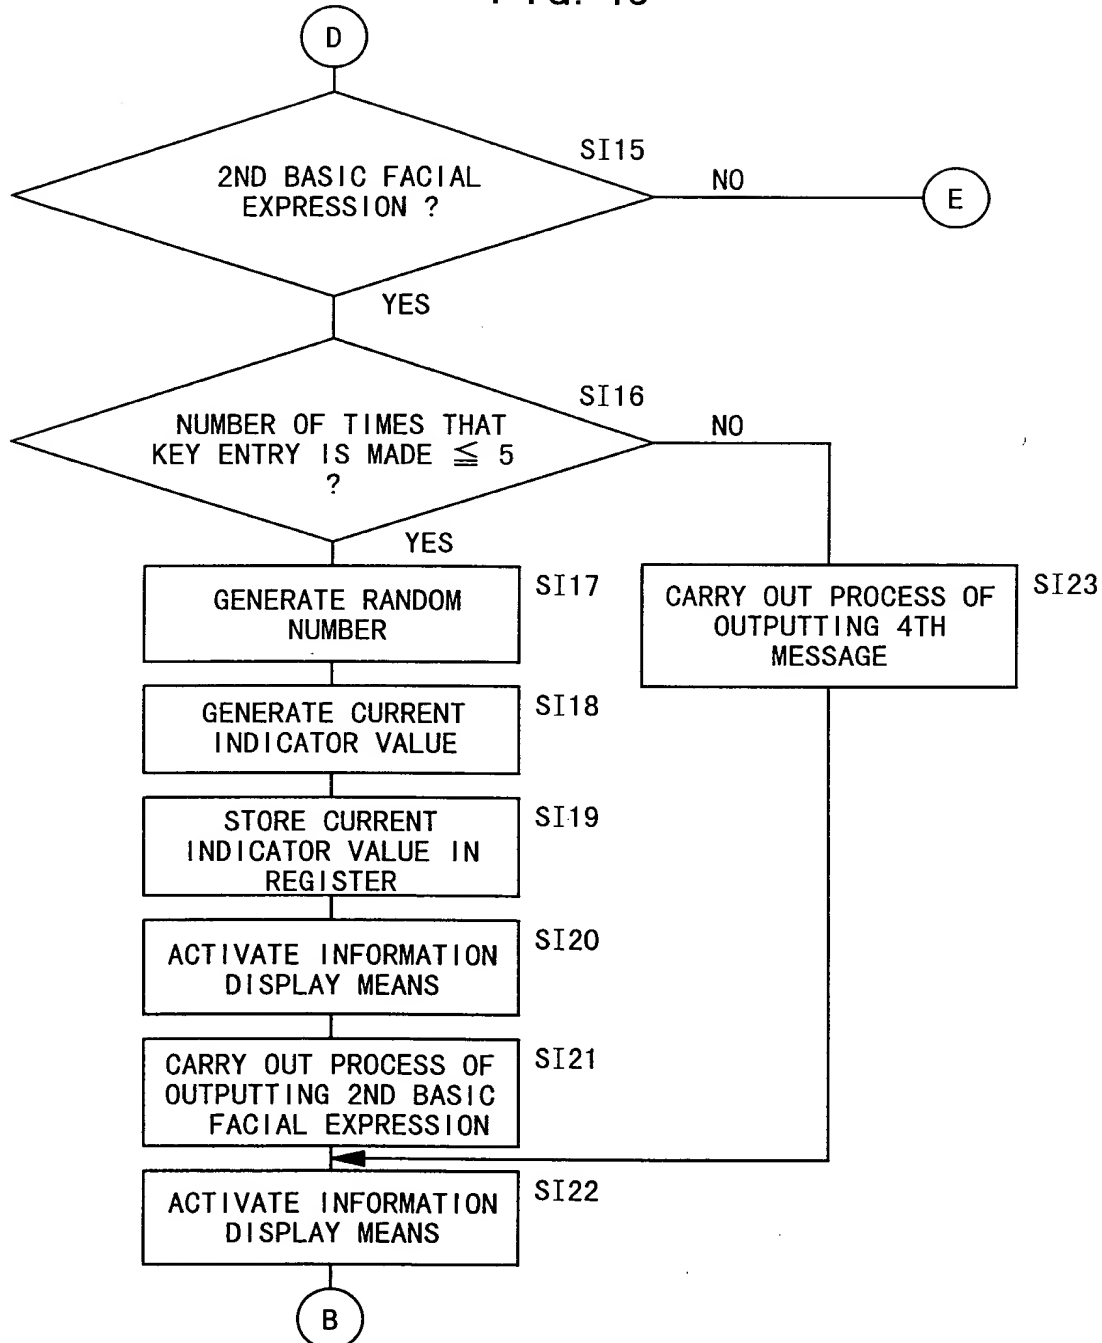 D
2ND BASIC FACIAL
EXPRESSION ?
SI15
NO
E
YES
NUMBER OF TIMES THAT
KEY ENTRY IS MADE ≦ 5
?
SI16
NO
YES
GENERATE RANDOM
NUMBER
SI17
CARRY OUT PROCESS OF
OUTPUTTING 4TH
MESSAGE
SI23
GENERATE CURRENT
INDICATOR VALUE
SI18
STORE CURRENT
INDICATOR VALUE IN
REGISTER
SI19
ACTIVATE INFORMATION
DISPLAY MEANS
SI20
CARRY OUT PROCESS OF
OUTPUTTING 2ND BASIC
FACIAL EXPRESSION
SI21
ACTIVATE INFORMATION
DISPLAY MEANS
SI22
B